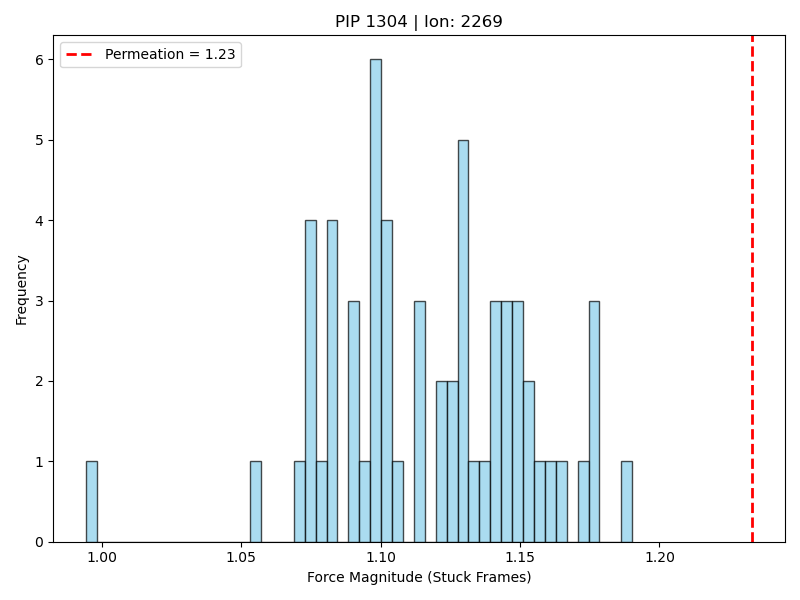 PIP 1304 | lon: 2269
Permeation = 1.23
6
5
4
3
2
1
0
Frequency
1.00 1.05 1.10 1.15 1.20
Force Magnitude (Stuck Frames)